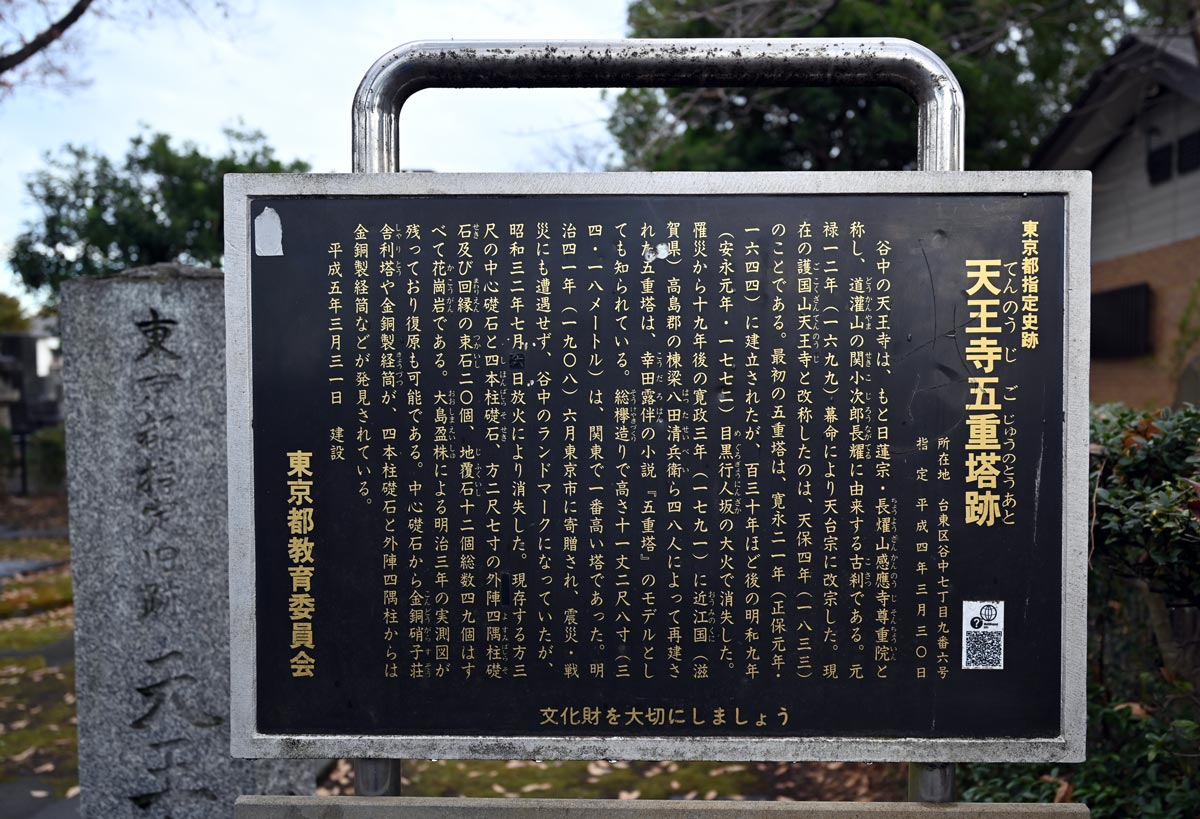 東京都指定史跡
天王寺五重塔跡
てんのうじごじゅうのとうあと
所在地 台東区谷中七丁目九番六号
指定 平成四年三月三〇日
谷中の天王寺は、もと日蓮宗・長燿山感應寺尊重院と
称し、道灌山の関小次郎長耀に由来する古刹である。元
禄一二年(一六九九)幕命により天台宗に改宗した。現
在の護国山天王寺と改称したのは、天保四年(一八三三)
のことである。最初の五重塔は、寛永二一年(正保元年・
一六四四)に建立されたが、百三十年ほど後の明和九年
(安永元年・一七七二)目黒行人坂の大火で消失した。
罹災から十九年後の寛政三年(一七九一)に近江国(滋
賀県)高島郡の棟梁八田清兵衛ら四八人によって再建さ
れた五重塔は、幸田露伴の小説『五重塔』のモデルとし
ても知られている。総欅造りで高さ十一丈二尺八寸(三
四・一八メートル)は、関東で一番高い塔であった。明
治四一年(一九〇八)六月東京市に寄贈され、震災・戦
災にも遭遇せず、谷中のランドマークになっていたが、
昭和三二年七月六日放火により消失した。現存する方三
尺の中心礎石と四本柱礎石、方二尺七寸の外陣四隅柱礎
石及び回縁の束石二〇個、地覆石十二個総数四九個はす
べて花崗岩である。大島盈株による明治三年の実測図が
残っており復原も可能である。中心礎石から金銅硝子荘
舎利塔や金銅製経筒が、四本柱礎石と外陣四隅柱からは
金銅製経筒などが発見されている。
平成五年三月三一日 建設
東京都教育委員会
文化財を大切にしましょう
東京都指定旧跡